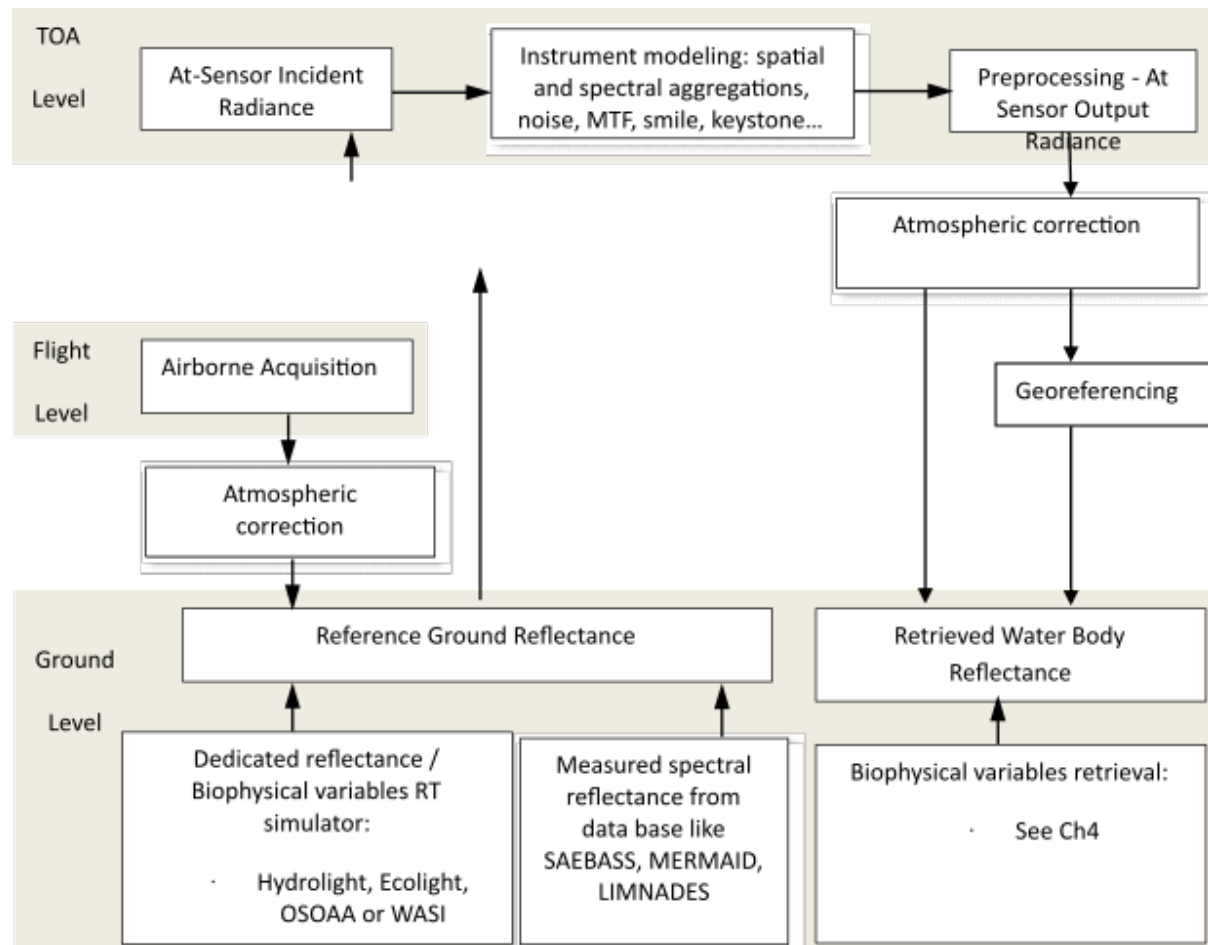 TOA
Level
At-Sensor Incident
Radiance
Instrument modeling: spatial
and spectral aggregations,
noise, MTF, smile, keystone...
Preprocessing - At
Sensor Output
Radiance
Atmospheric correction
Flight
Level
Airborne Acquisition
Georeferencing
Atmospheric
correction
Ground
Level
Reference Ground Reflectance
Retrieved Water Body
Reflectance
Dedicated reflectance /
Biophysical variables RT
simulator:
· Hydrolight, Ecolight,
OSOAA or WASI
Measured spectral
reflectance from
data base like
SAEBASS, MERMAID,
LIMNADES
Biophysical variables retrieval:
· See Ch4